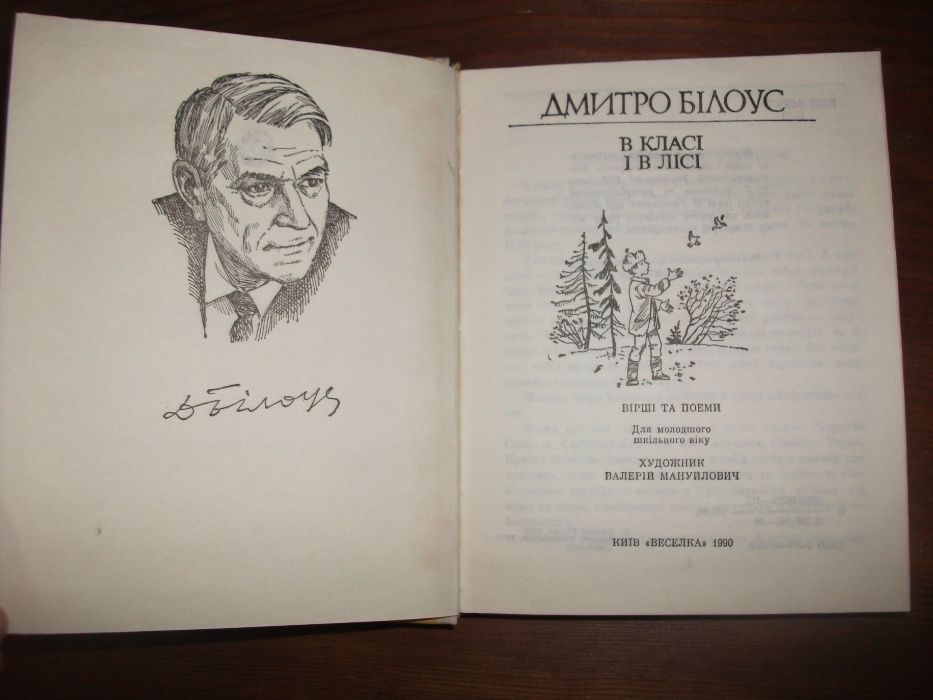 Д Білоус
ДМИТРО БІЛОУС
В КЛАСІ
І В ЛІСІ
ВІРШІ ТА ПОЕМИ
Для молодшого
шкільного віку
ХУДОЖНИК
ВАЛЕРІЙ МАНУЙЛОВИЧ
КИЇВ «ВЕСЕЛКА» 1990